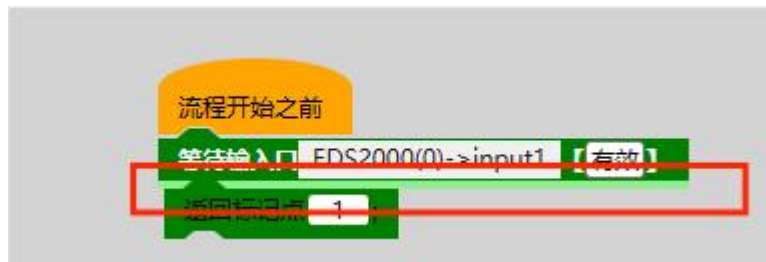 流程开始之前
等待输入口 EDS2000(0)->input1 【有效】
返回标记点 1 ;